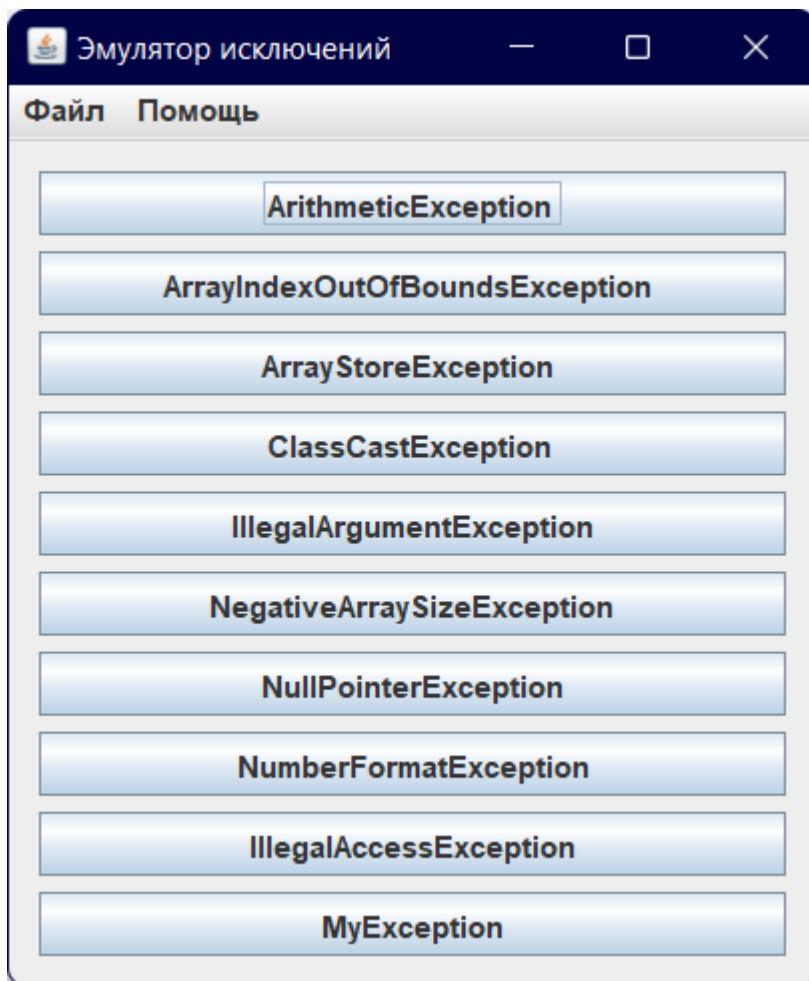 Эмулятор исключений
Файл Помощь
ArithmeticException
ArrayIndexOutOfBoundsException
ArrayStoreException
ClassCastException
IllegalArgumentException
NegativeArraySizeException
NullPointerException
NumberFormatException
IllegalAccessException
MyException